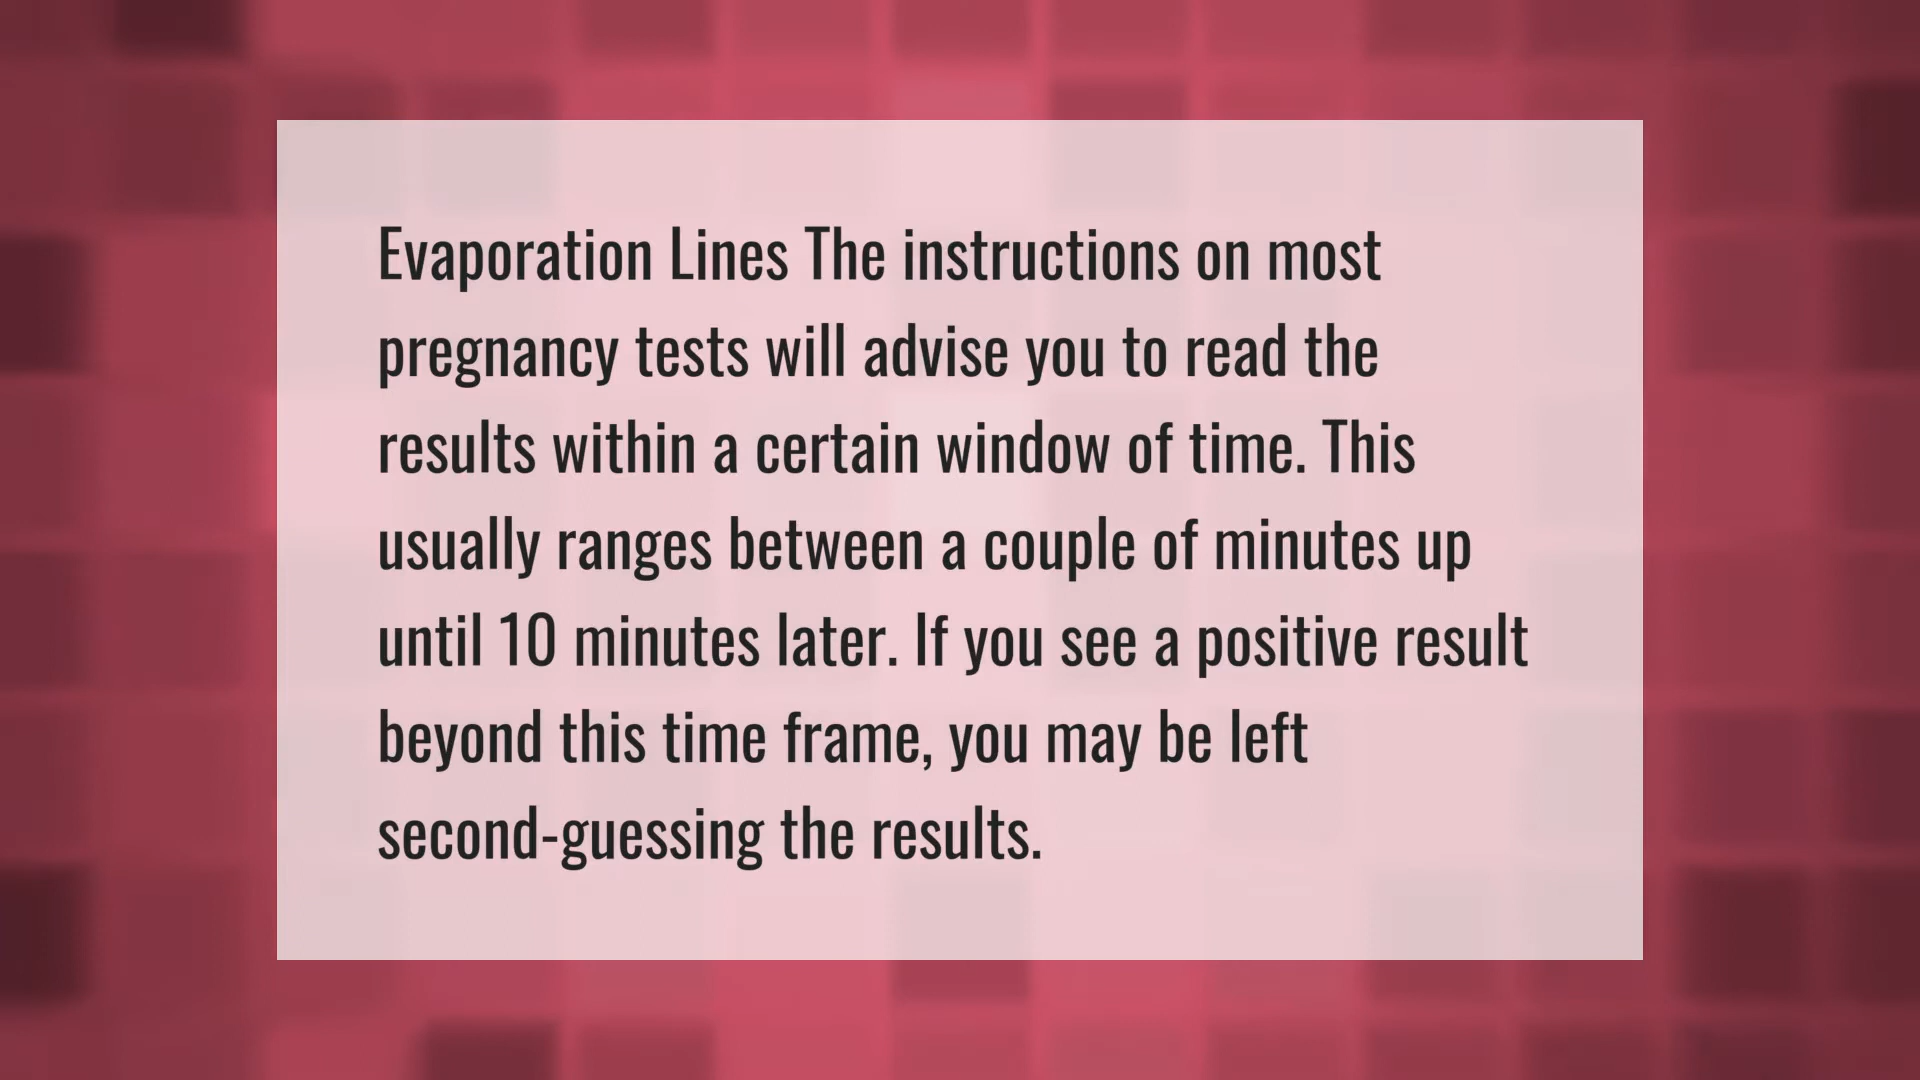 Evaporation Lines The instructions on most
pregnancy tests will advise you to read the
results within a certain window of time. This
usually ranges between a couple of minutes up
until 10 minutes later. If you see a positive result
beyond this time frame, you may be left
second-guessing the results.